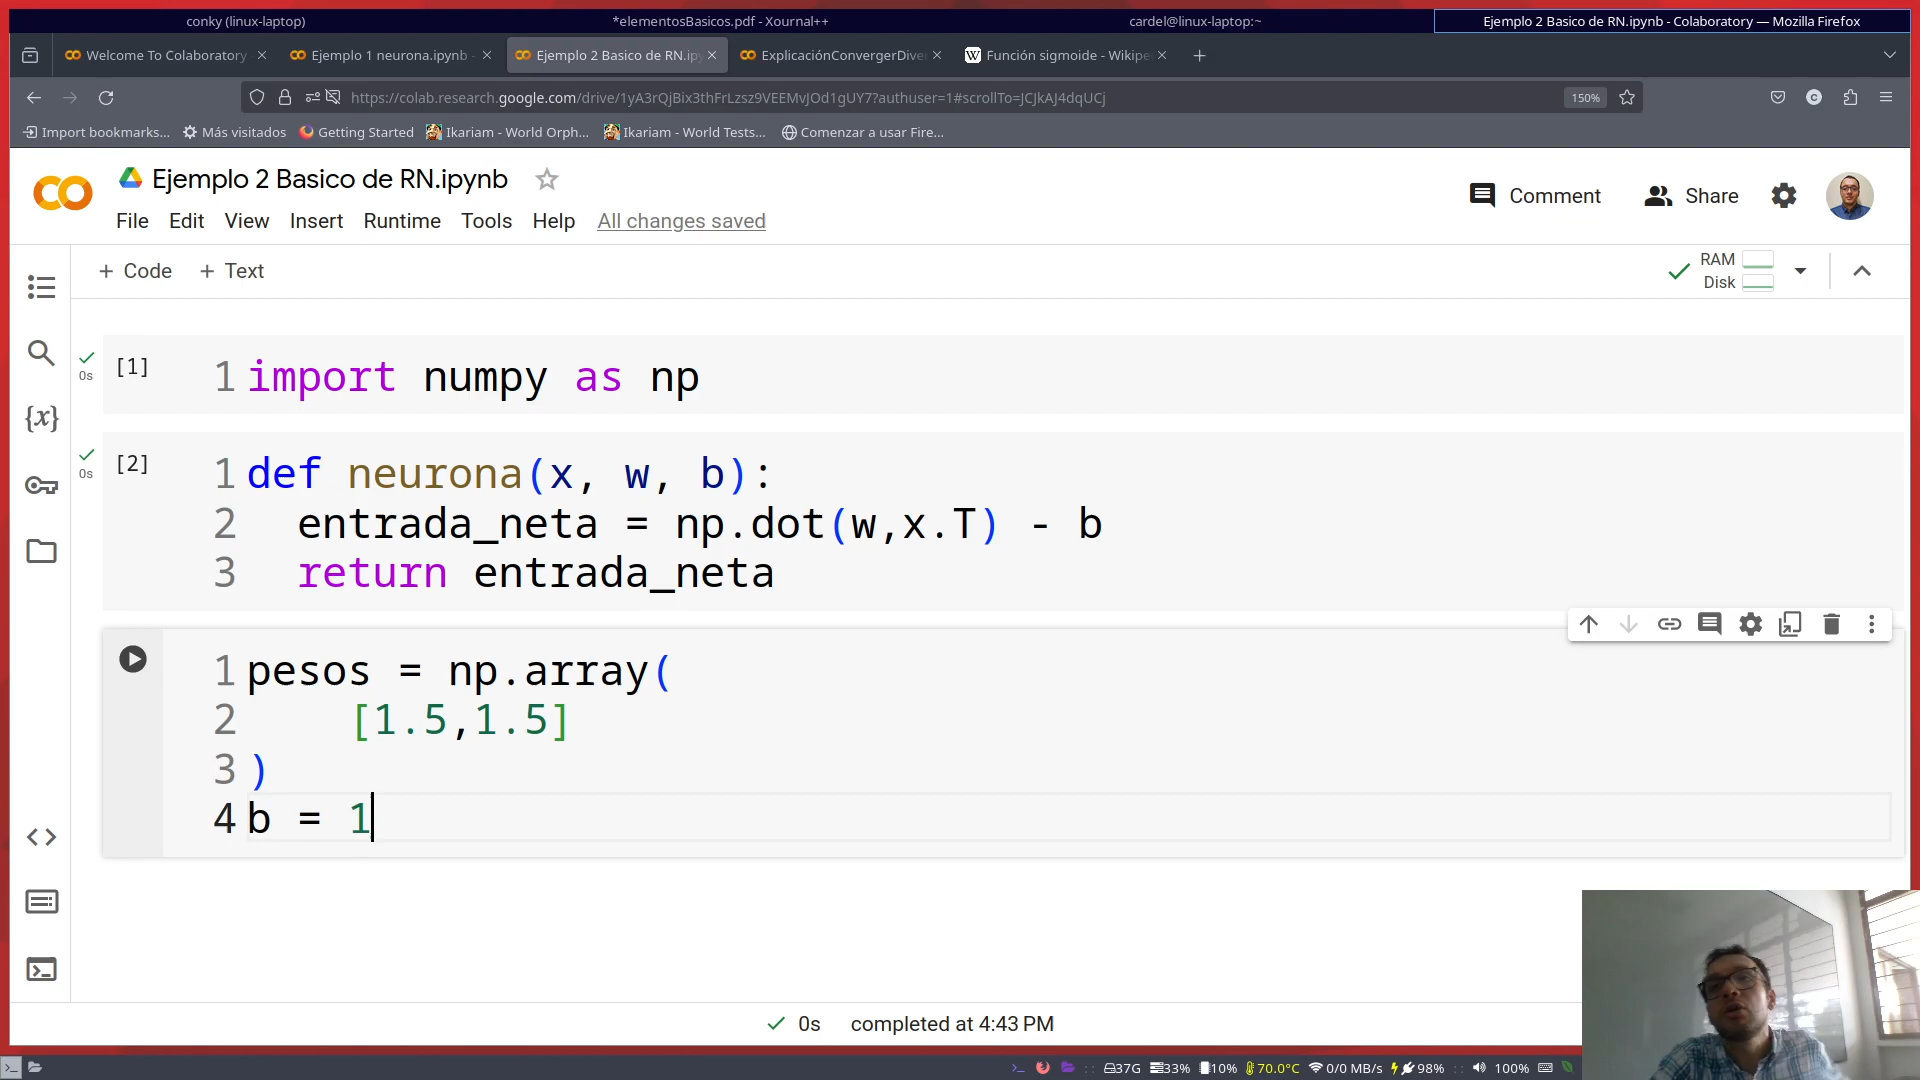 conky (linux-laptop)
*elementosBasicos.pdf - Xournal++
cardel@linux-laptop:~
Ejemplo 2 Basico de RN.ipynb - Colaboratory — Mozilla Firefox
Welcome To Colaboratory
Ejemplo 1 neurona.ipynb -
Ejemplo 2 Basico de RN.ip
ExplicaciónConvergerDive
Función sigmoide - Wikipe
https://colab.research.google.com/drive/1yA3rQjBix3thFrLzsz9VEEMvJOd1gUY7?authuser=1#scrollTo=JCJkAJ4dqUCj
150%
Import bookmarks...
Más visitados
Getting Started
Ikariam - World Orph...
Ikariam - World Tests...
Comenzar a usar Fire...
Ejemplo 2 Basico de RN.ipynb
File Edit View Insert Runtime Tools Help All changes saved
Comment
Share
+ Code + Text
RAM
Disk
[1]
0s
1 import numpy as np
[2]
0s
1 def neurona(x, w, b):
2 entrada_neta = np.dot(w,x.T) - b
3 return entrada_neta
1 pesos = np.array(
2 [1.5,1.5]
3 )
4 b = 1
0s completed at 4:43 PM
37G 33% 10% 70.0°C 0/0 MB/s 98% 100%